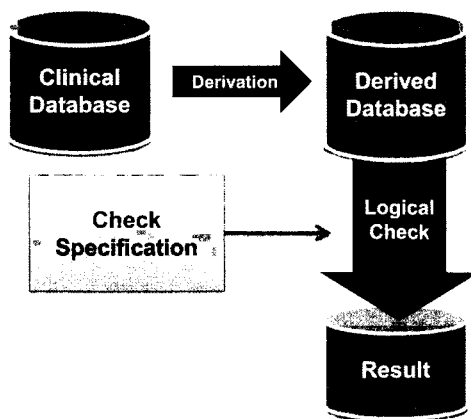 Clinical
Database
Derivation
Derived
Database
Check
Specification
Logical
Check
Result